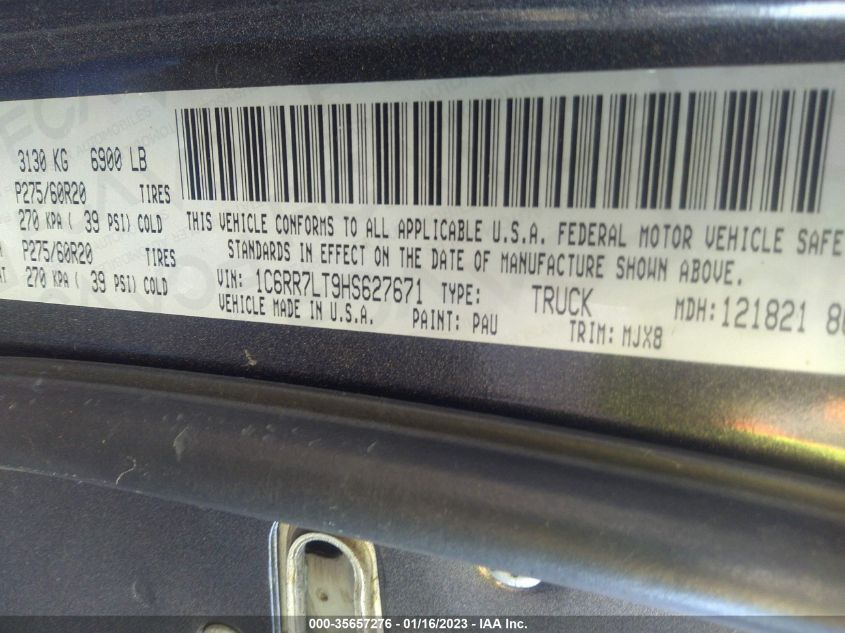 3130 KG 6900 LB
P275/60R20 TIRES
270 KPA ( 39 PSI) COLD
P275/60R20 TIRES
270 KPA ( 39 PSI) COLD
THIS VEHICLE CONFORMS TO ALL APPLICABLE U.S.A. FEDERAL MOTOR VEHICLE SAFE
STANDARDS IN EFFECT ON THE DATE OF MANUFACTURE SHOWN ABOVE.
VIN: 1C6RR7LT9HS627671 TYPE: TRUCK MDH: 121821 80
VEHICLE MADE IN U.S.A. PAINT: PAU TRIM: MJX8
000-35657276 - 01/16/2023 - IAA Inc.